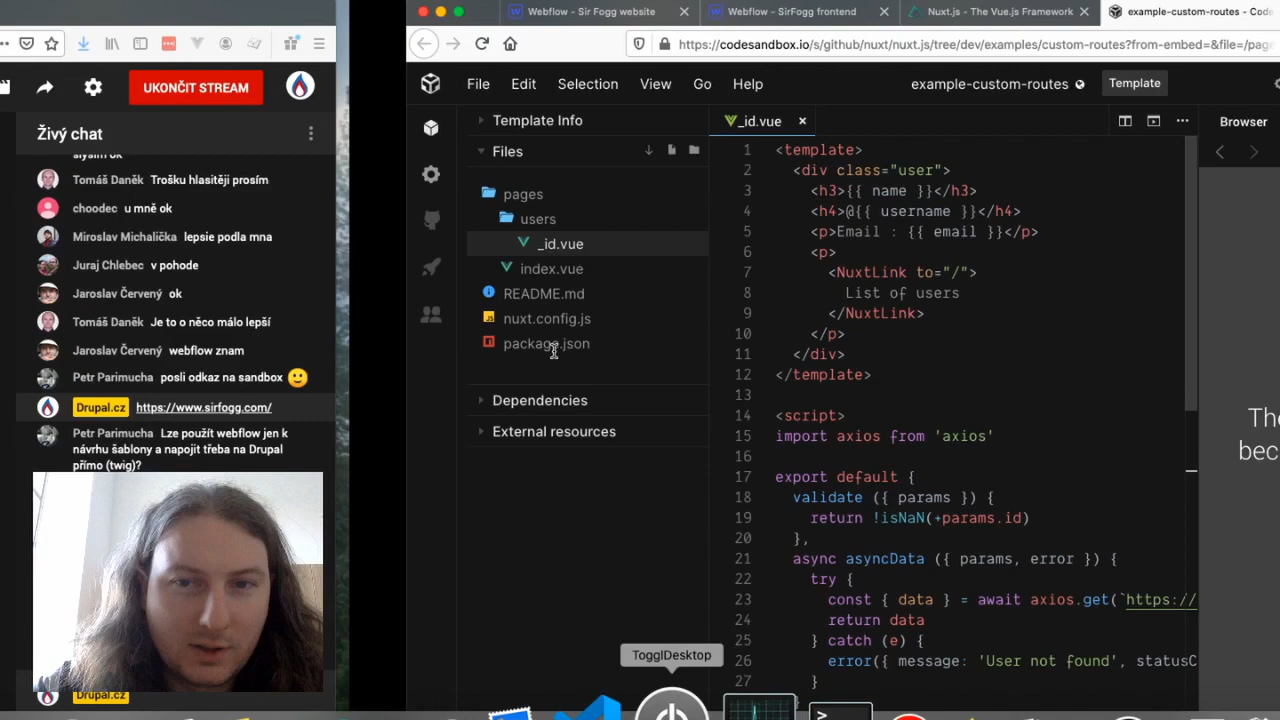 UKONČIT STREAM
Živý chat
slyším ok
Tomáš Daněk Trošku hlasitěji prosím
choodec u mně ok
Miroslav Michalička lepsie podla mna
Juraj Chlebec v pohode
Jaroslav Červený ok
Tomáš Daněk Je to o něco málo lepší
Jaroslav Červený webflow znam
Petr Parimucha posli odkaz na sandbox
Drupal.cz https://www.sirfogg.com/
Petr Parimucha Lze použít webflow jen k
návrhu šablony a napojit třeba na Drupal
přímo (twig)?
Drupal.cz
Webflow - Sir Fogg website
Webflow - SirFogg frontend
Nuxt.js - The Vue.js Framework
example-custom-routes - Code
https://codesandbox.io/s/github/nuxt/nuxt.js/tree/dev/examples/custom-routes?from-embed=&file=/page
File Edit Selection View Go Help
example-custom-routes
Template
Template Info
Files
pages
users
_id.vue
index.vue
README.md
nuxt.config.js
package.json
Dependencies
External resources
_id.vue
Browser
1 <template>
2 <div class="user">
3 <h3>{{ name }}</h3>
4 <h4>@{{ username }}</h4>
5 <p>Email : {{ email }}</p>
6 <p>
7 <NuxtLink to="/">
8 List of users
9 </NuxtLink>
10 </p>
11 </div>
12 </template>
13
14 <script>
15 import axios from 'axios'
16
17 export default {
18 validate ({ params }) {
19 return !isNaN(+params.id)
20 },
21 async asyncData ({ params, error }) {
22 try {
23 const { data } = await axios.get(`https://
24 return data
25 } catch (e) {
26 error({ message: 'User not found', statusC
27 }
The
bec
TogglDesktop